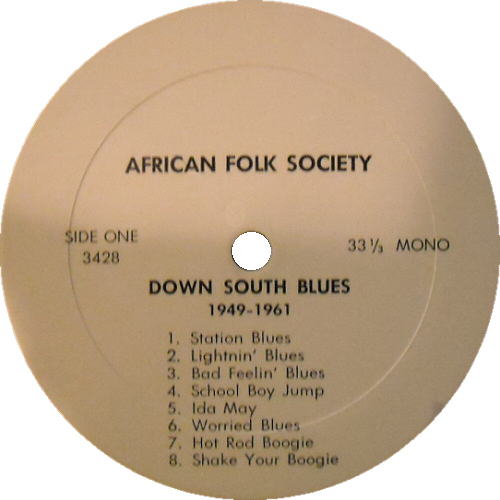 AFRICAN FOLK SOCIETY
SIDE ONE
3428
33 1/3 MONO
DOWN SOUTH BLUES
1949-1961
1. Station Blues
2. Lightnin' Blues
3. Bad Feelin' Blues
4. School Boy Jump
5. Ida May
6. Worried Blues
7. Hot Rod Boogie
8. Shake Your Boogie